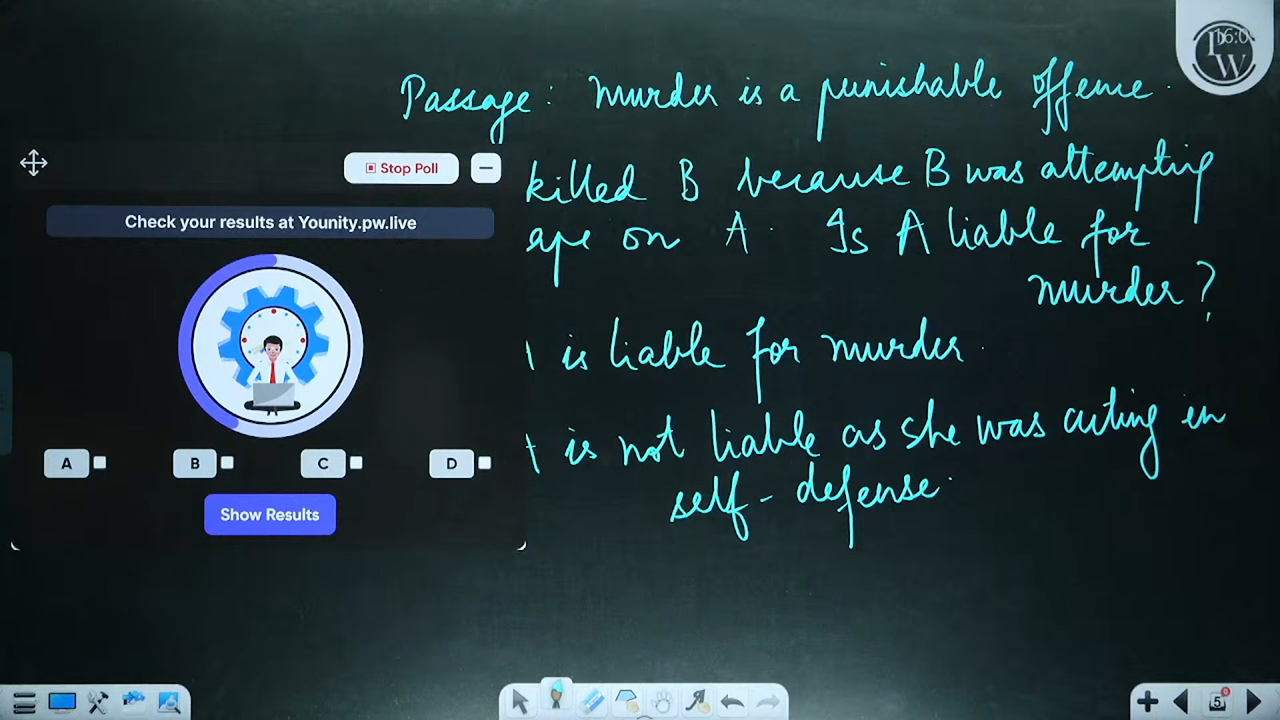 Passage: Murder is a punishable offence.
killed B because B was attempting
ape on A. Is A liable for
murder?
is liable for murder.
is not liable as she was acting in
self-defense.
Stop Poll
Check your results at Younity.pw.live
A B C D
Show Results
PW
5